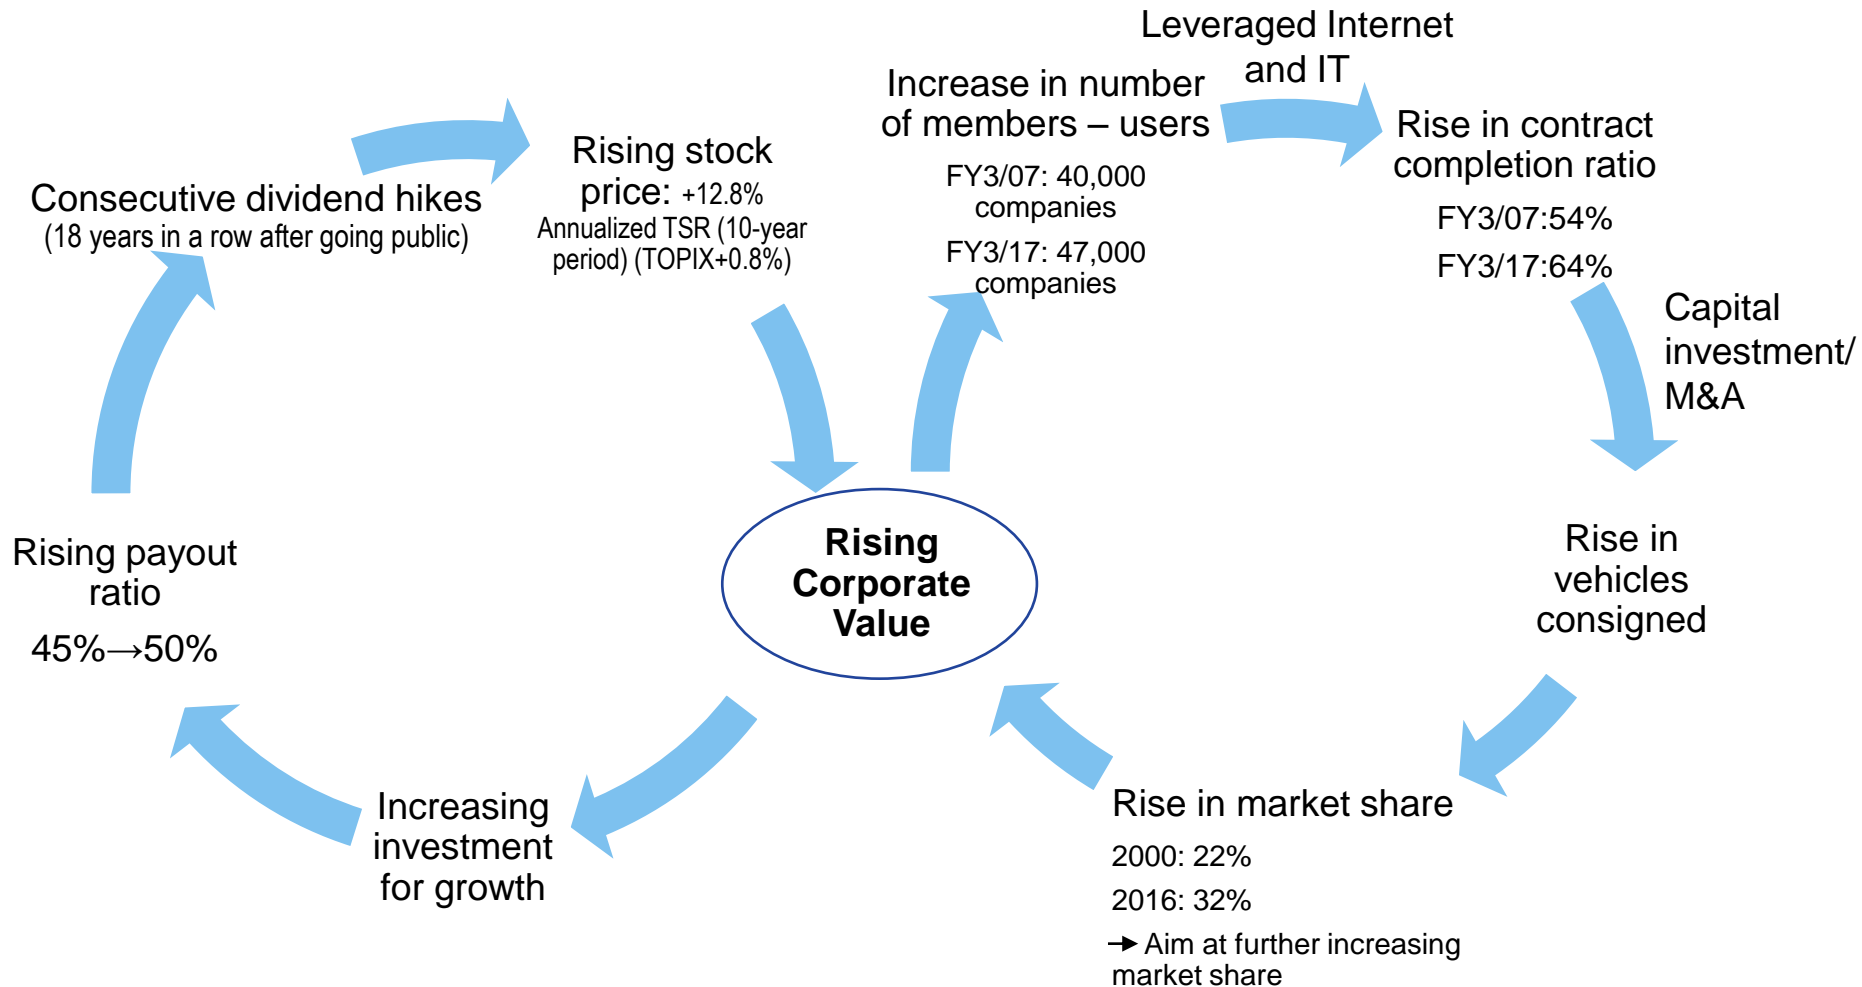 Leveraged Internet
and IT
Increase in number
of members – users
FY3/07: 40,000
companies
FY3/17: 47,000
companies
Rise in contract
completion ratio
FY3/07:54%
FY3/17:64%
Capital
investment/
M&A
Rise in
vehicles
consigned
Rise in market share
2000: 22%
2016: 32%
→ Aim at further increasing
market share
Rising
Corporate
Value
Increasing
investment
for growth
Rising payout
ratio
45%→50%
Consecutive dividend hikes
(18 years in a row after going public)
Rising stock
price: +12.8%
Annualized TSR (10-year
period) (TOPIX+0.8%)